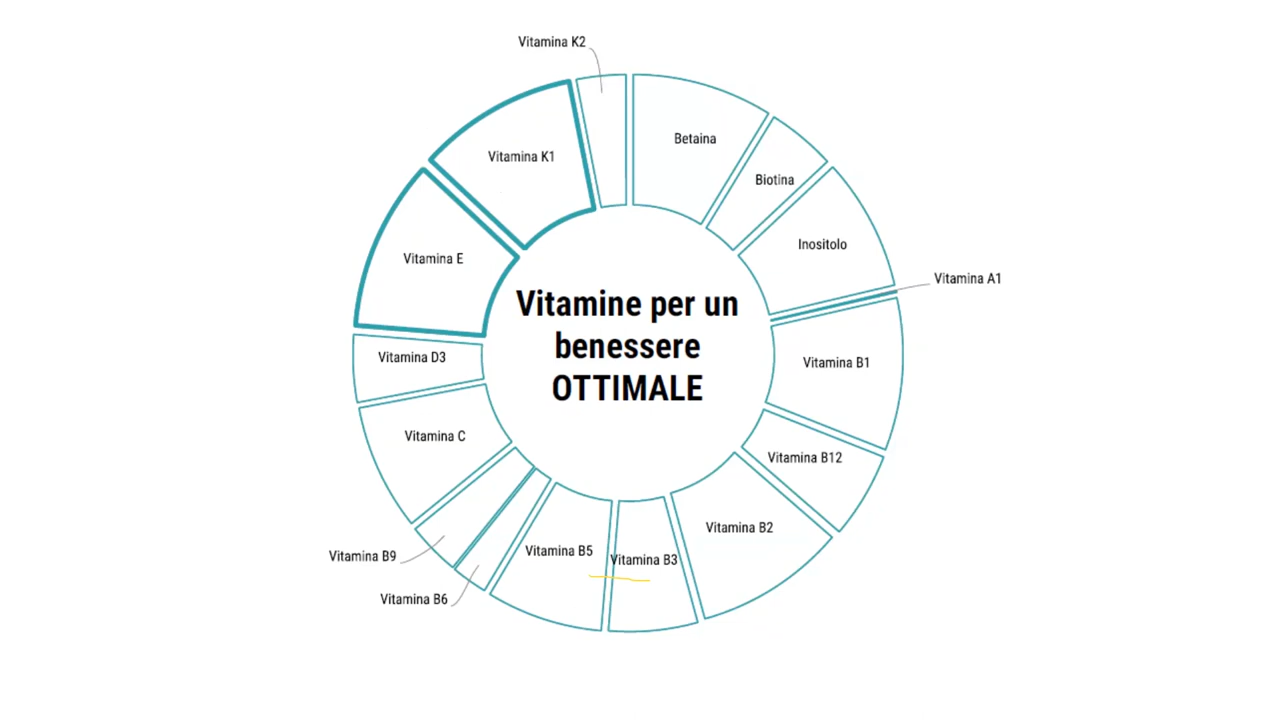 Vitamina K2
Betaina
Vitamina K1
Biotina
Inositolo
Vitamina E
Vitamina A1
Vitamine per un
benessere
OTTIMALE
Vitamina D3
Vitamina B1
Vitamina C
Vitamina B12
Vitamina B2
Vitamina B5
Vitamina B3
Vitamina B9
Vitamina B6